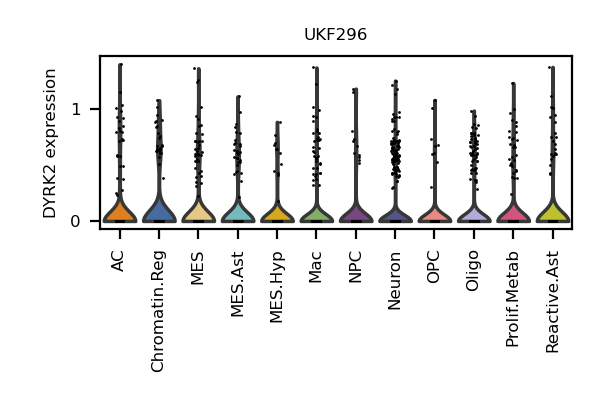 UKF296
DYRK2 expression
1
0
AC
Chromatin.Reg
MES
MES.Ast
MES.Hyp
Mac
NPC
Neuron
OPC
Oligo
Prolif.Metab
Reactive.Ast